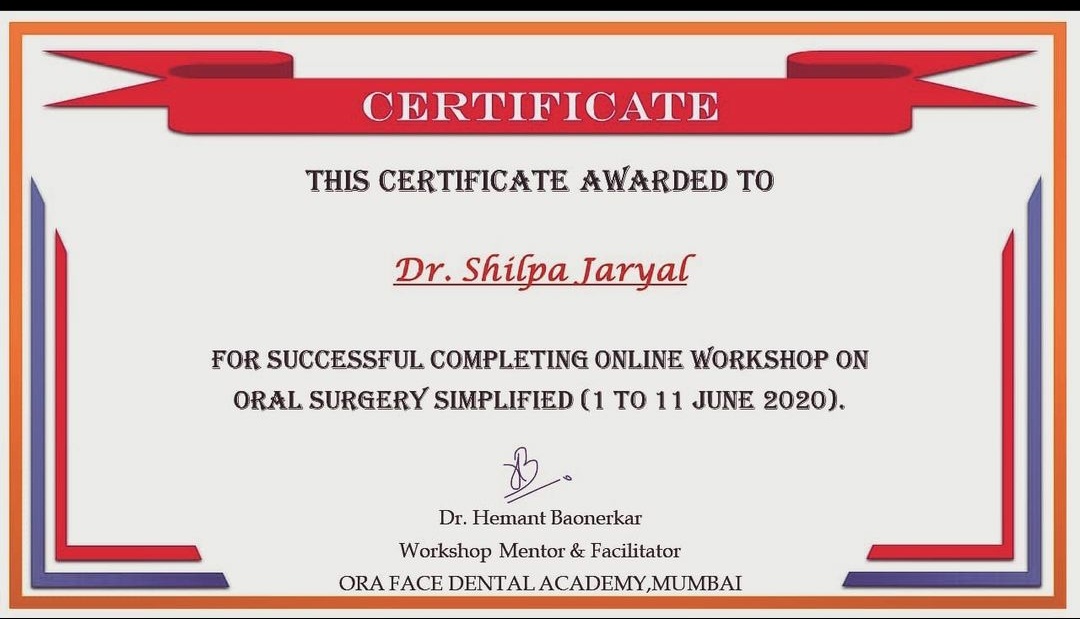 CERTIFICATE
THIS CERTIFICATE AWARDED TO
Dr. Shilpa Jaryal
FOR SUCCESSFUL COMPLETING ONLINE WORKSHOP ON
ORAL SURGERY SIMPLIFIED (1 TO 11 JUNE 2020).
Dr. Hemant Baonerkar
Workshop Mentor & Facilitator
ORA FACE DENTAL ACADEMY,MUMBAI